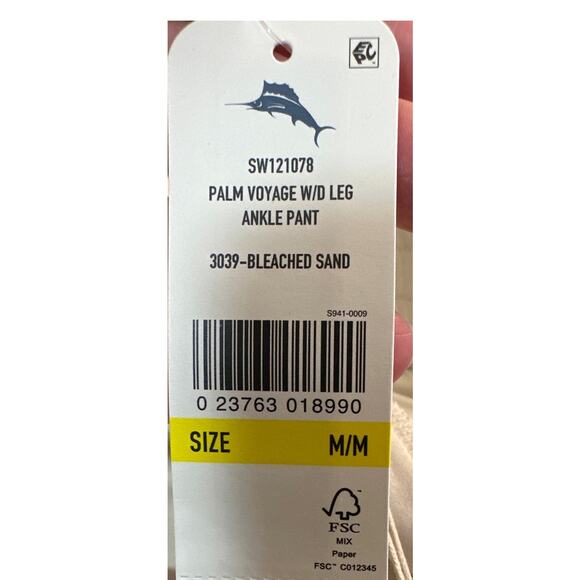 EPC
SW121078
PALM VOYAGE W/D LEG
ANKLE PANT
3039-BLEACHED SAND
S941-0009
0 23763 018990
SIZE M/M
FSC
MIX
Paper
FSC™ C012345